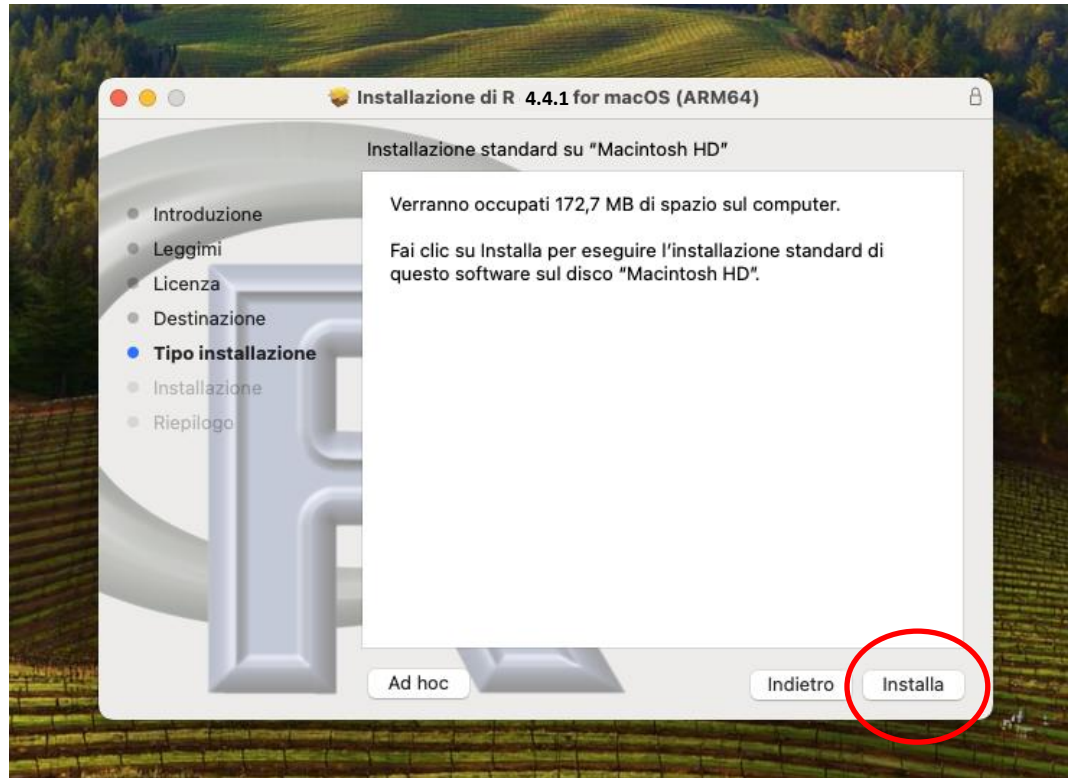 Installazione di R 4.4.1 for macOS (ARM64)
Installazione standard su “Macintosh HD”
Introduzione
Leggimi
Licenza
Destinazione
Tipo installazione
Installazione
Riepilogo
Verranno occupati 172,7 MB di spazio sul computer.
Fai clic su Installa per eseguire l’installazione standard di
questo software sul disco “Macintosh HD”.
Ad hoc
Indietro
Installa